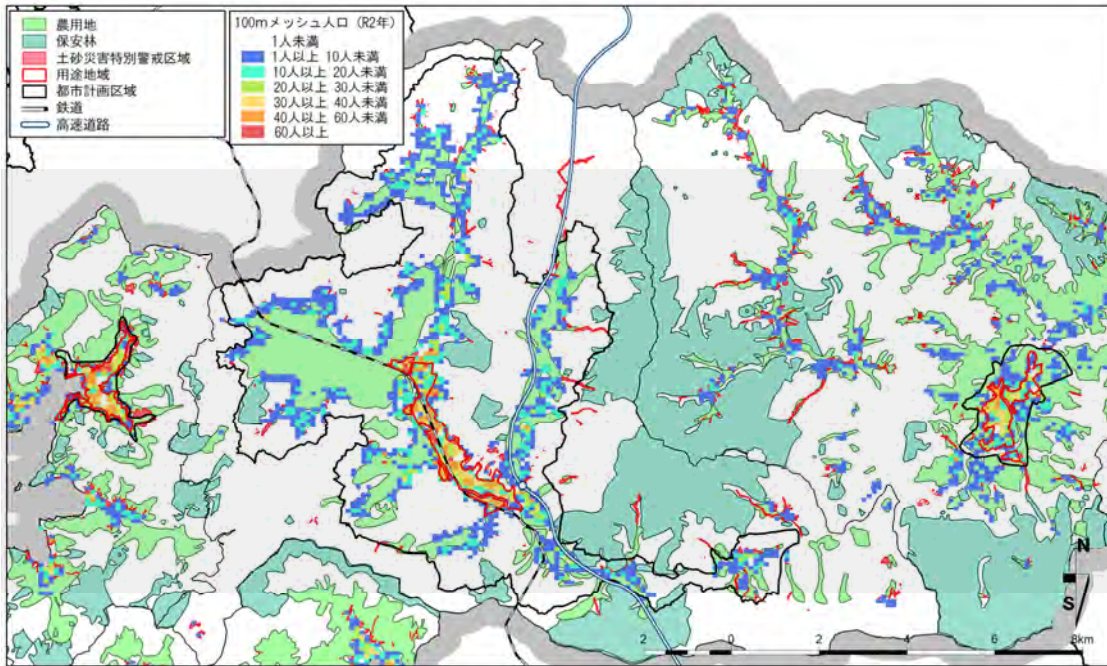 農用地
保安林
土砂災害特別警戒区域
用途地域
都市計画区域
鉄道
高速道路
100mメッシュ人口（R2年）
1人未満
1人以上 10人未満
10人以上 20人未満
20人以上 30人未満
30人以上 40人未満
40人以上 60人未満
60人以上
N
S
2 0 2 4 6 8km